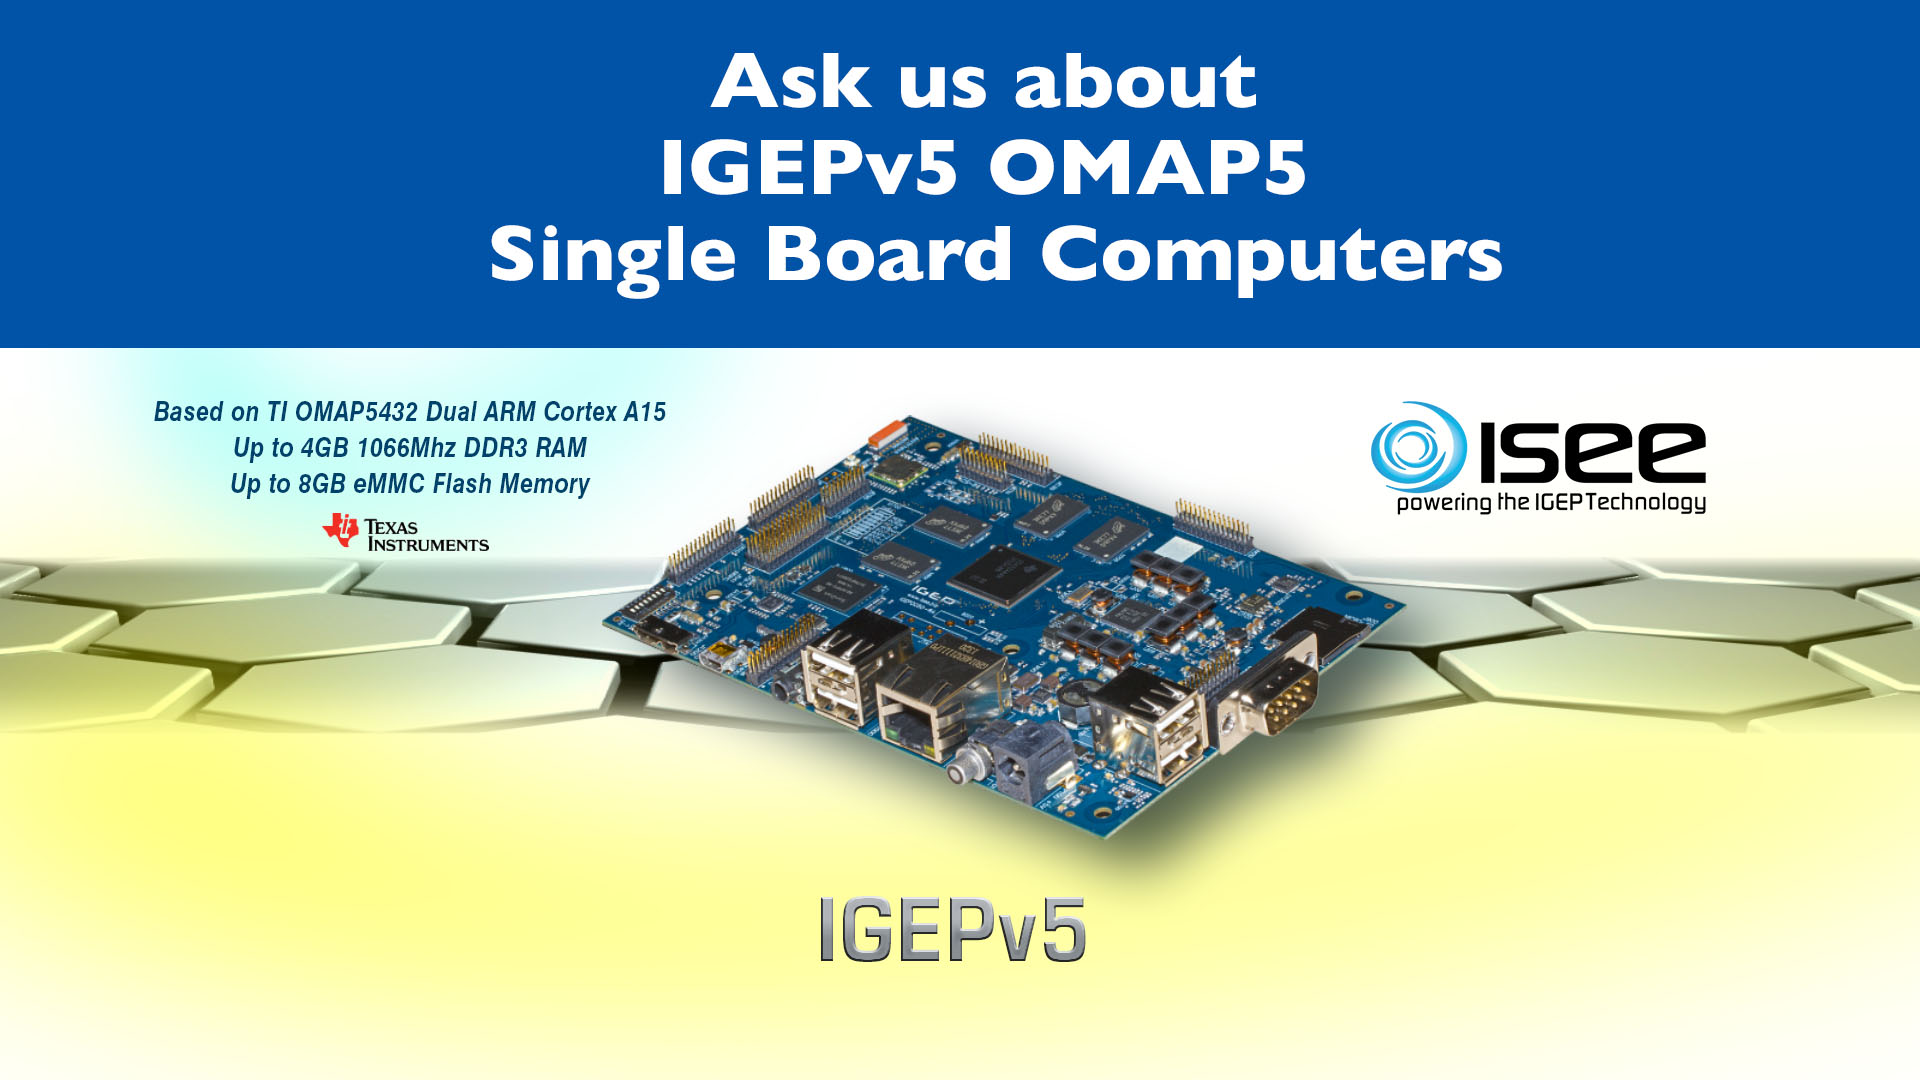 Ask us about
IGEPv5 OMAP5
Single Board Computers
Based on TI OMAP5432 Dual ARM Cortex A15
Up to 4GB 1066Mhz DDR3 RAM
Up to 8GB eMMC Flash Memory
TEXAS
INSTRUMENTS
ISEE
powering the IGEP Technology
IGEP
IGEPv5